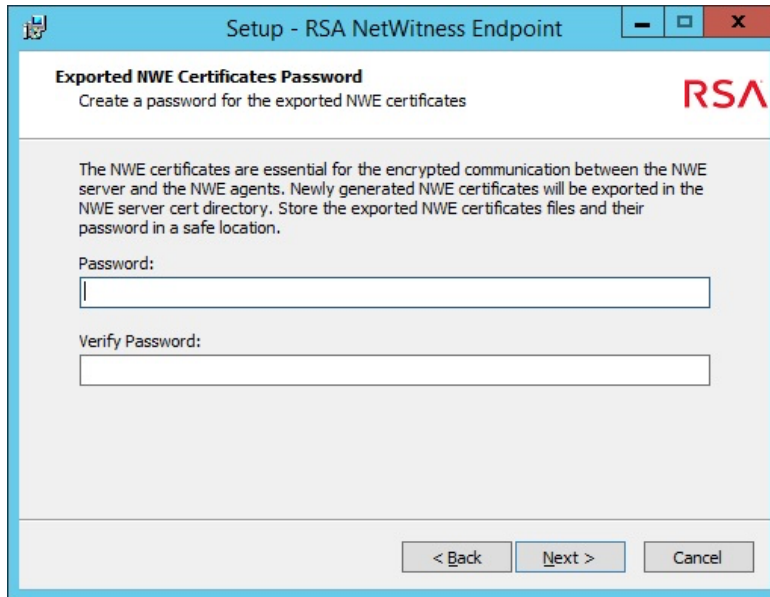 Setup - RSA NetWitness Endpoint
Exported NWE Certificates Password
Create a password for the exported NWE certificates
RSA
The NWE certificates are essential for the encrypted communication between the NWE
server and the NWE agents. Newly generated NWE certificates will be exported in the
NWE server cert directory. Store the exported NWE certificates files and their
password in a safe location.
Password:
Verify Password:
< Back Next > Cancel